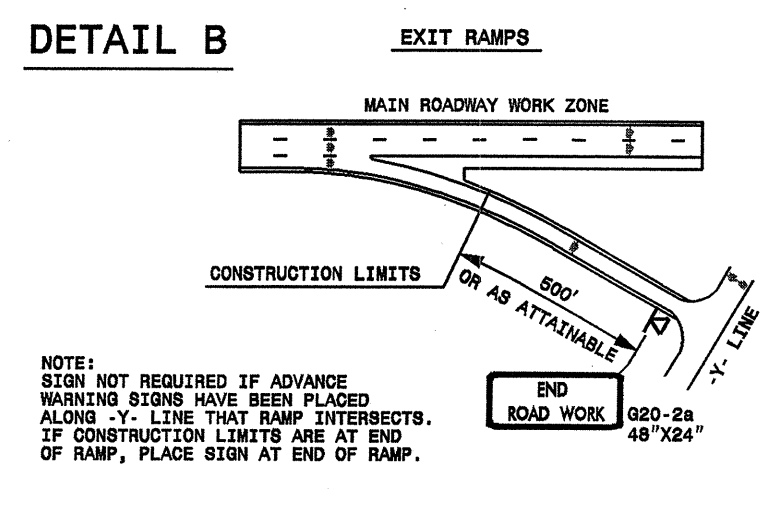 DETAIL B
EXIT RAMPS
MAIN ROADWAY WORK ZONE
CONSTRUCTION LIMITS
500'
OR AS ATTAINABLE
-Y- LINE
NOTE:
SIGN NOT REQUIRED IF ADVANCE
WARNING SIGNS HAVE BEEN PLACED
ALONG -Y- LINE THAT RAMP INTERSECTS.
IF CONSTRUCTION LIMITS ARE AT END
OF RAMP, PLACE SIGN AT END OF RAMP.
END
ROAD WORK
G20-2a
48"X24"